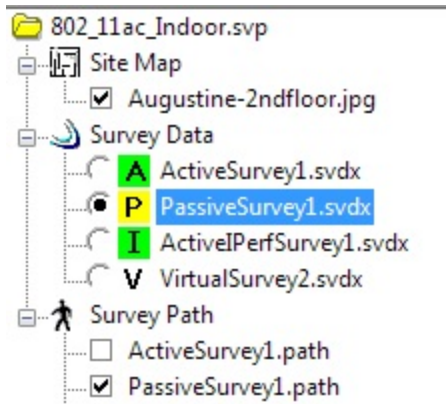 802_11ac_Indoor.svp
Site Map
Augustine-2ndfloor.jpg
Survey Data
A ActiveSurvey1.svdx
P PassiveSurvey1.svdx
I ActiveIPerfSurvey1.svdx
V VirtualSurvey2.svdx
Survey Path
ActiveSurvey1.path
PassiveSurvey1.path